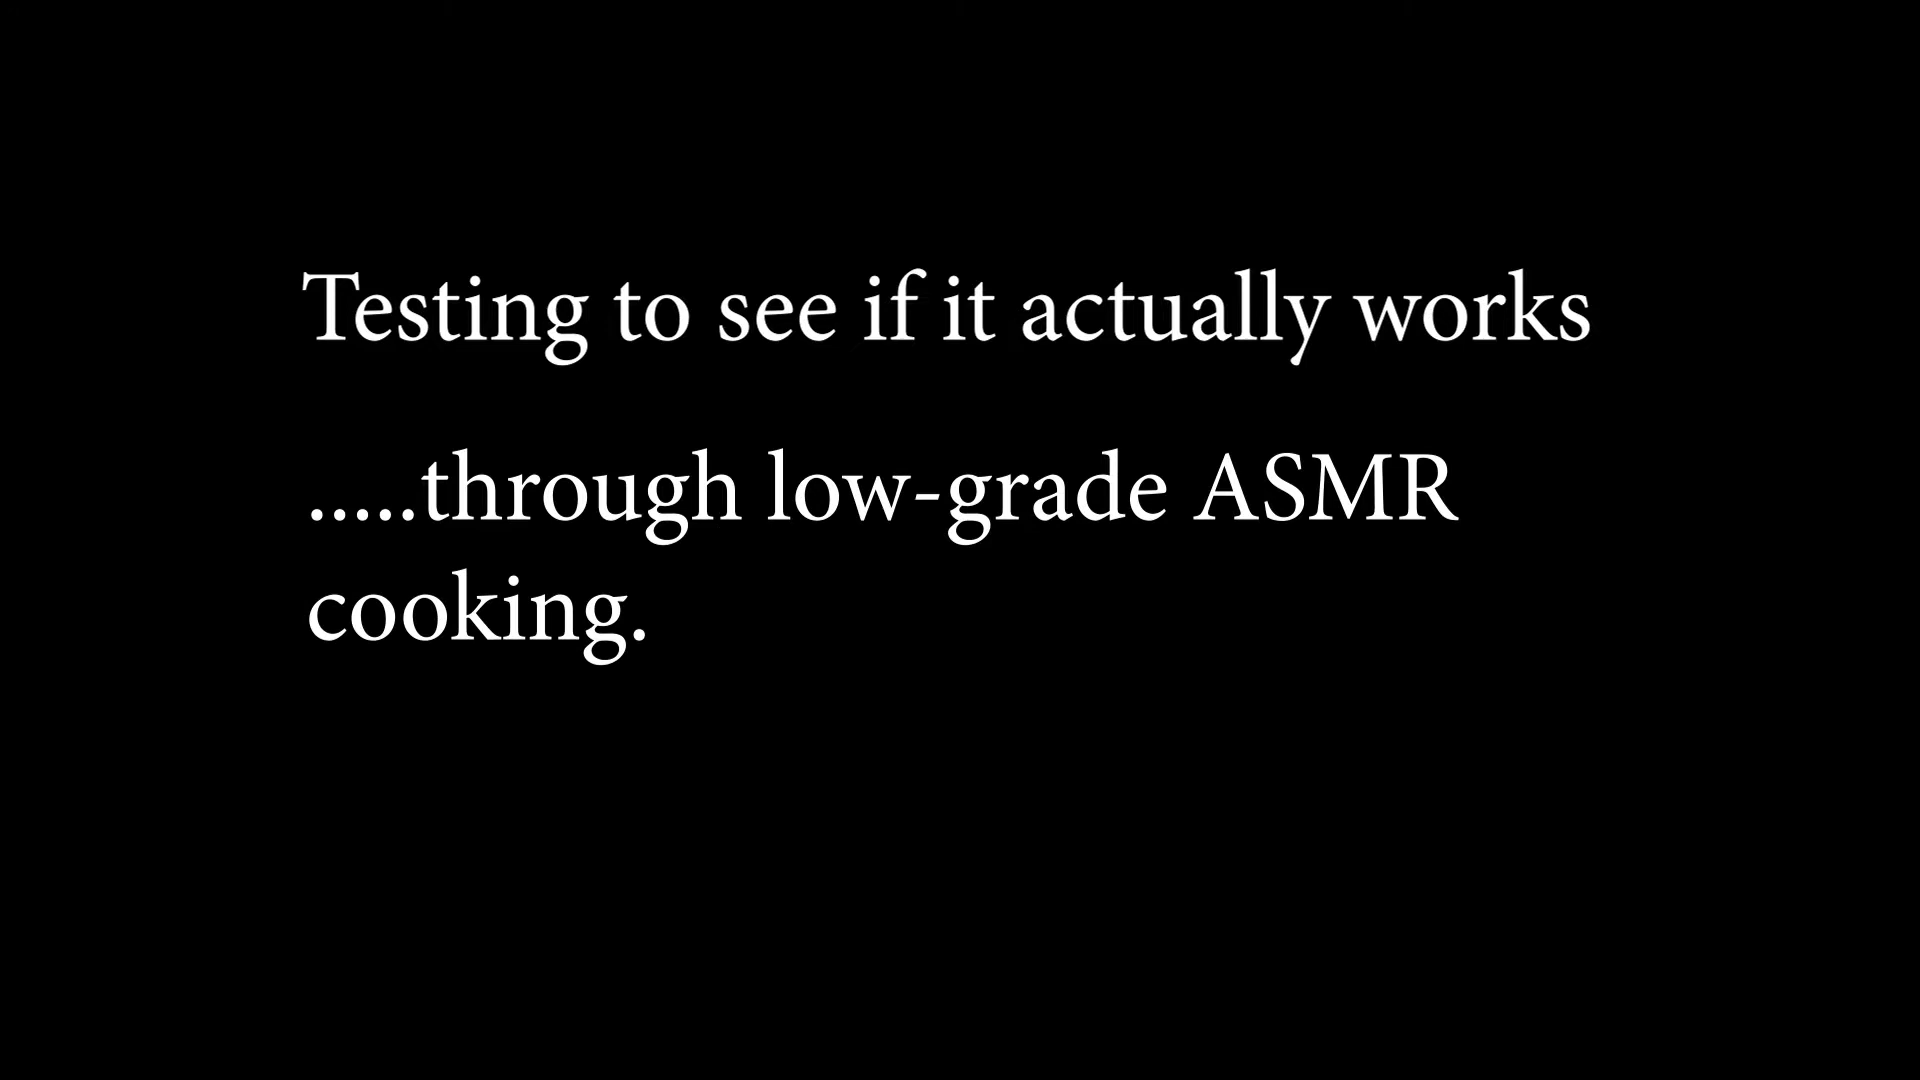 Testing to see if it actually works
.....through low-grade ASMR
cooking.